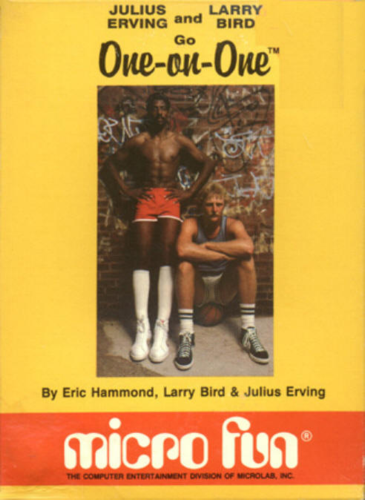 JULIUS ERVING and LARRY BIRD
Go
One-on-One™
By Eric Hammond, Larry Bird & Julius Erving
micro fun®
THE COMPUTER ENTERTAINMENT DIVISION OF MICROLAB, INC.